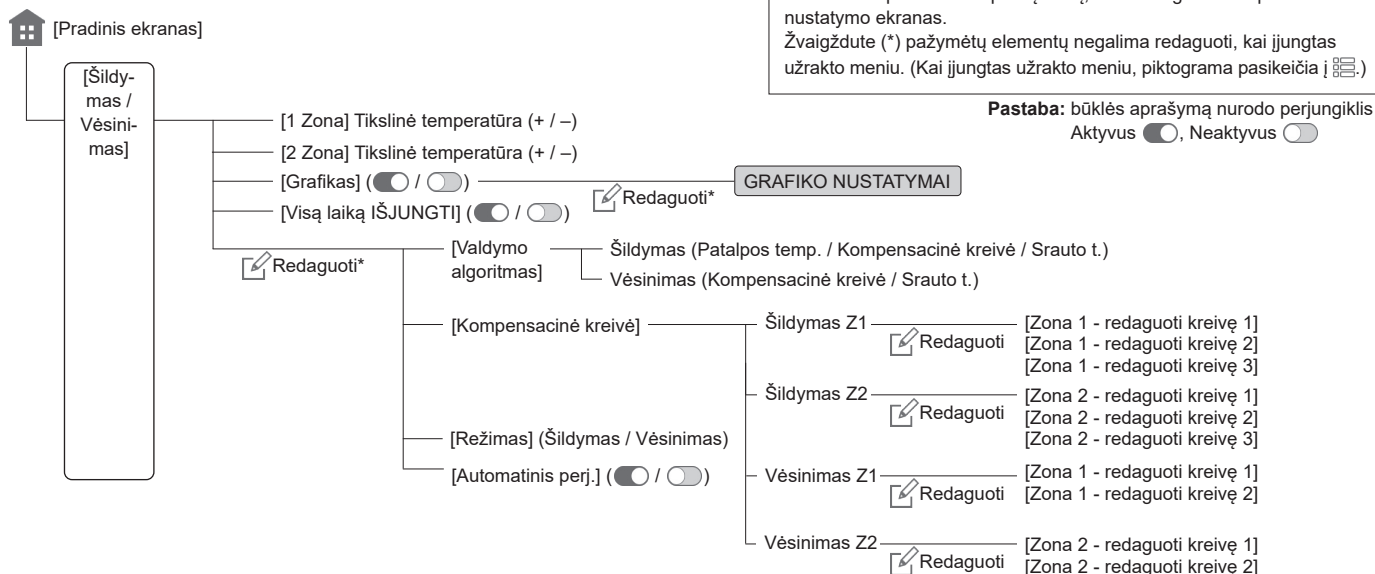 nustatymo ekranas.
Žvaigždute (*) pažymėtų elementų negalima redaguoti, kai įjungtas
užrakto meniu. (Kai įjungtas užrakto meniu, piktograma pasikeičia į .)
Pastaba: būklės aprašymą nurodo perjungiklis
Aktyvus , Neaktyvus
[Pradinis ekranas]
[Šildy-
mas /
Vėsini-
mas]
[1 Zona] Tikslinė temperatūra (+ / –)
[2 Zona] Tikslinė temperatūra (+ / –)
[Grafikas] ( / )
Redaguoti*
GRAFIKO NUSTATYMAI
[Visą laiką IŠJUNGTI] ( / )
Redaguoti*
[Valdymo
algoritmas]
Šildymas (Patalpos temp. / Kompensacinė kreivė / Srauto t.)
Vėsinimas (Kompensacinė kreivė / Srauto t.)
[Kompensacinė kreivė]
Šildymas Z1
Redaguoti
[Zona 1 - redaguoti kreivę 1]
[Zona 1 - redaguoti kreivę 2]
[Zona 1 - redaguoti kreivę 3]
Šildymas Z2
Redaguoti
[Zona 2 - redaguoti kreivę 1]
[Zona 2 - redaguoti kreivę 2]
[Zona 2 - redaguoti kreivę 3]
Vėsinimas Z1
Redaguoti
[Zona 1 - redaguoti kreivę 1]
[Zona 1 - redaguoti kreivę 2]
Vėsinimas Z2
Redaguoti
[Zona 2 - redaguoti kreivę 1]
[Zona 2 - redaguoti kreivę 2]
[Režimas] (Šildymas / Vėsinimas)
[Automatinis perj.] ( / )